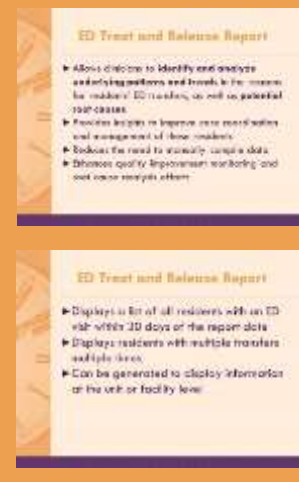 ED Treat and Release Report
▶ Allows clinicians to identify and analyze
underlying patterns and trends in the reasons
for residents' ED transfers, as well as potential
root causes
▶ Provides insights to improve care coordination
and management of these residents
▶ Reduces the need to manually compile data
▶ Enhances quality improvement monitoring and
root cause analysis efforts
ED Treat and Release Report
▶ Displays a list of all residents with an ED
visit within 30 days of the report date
▶ Displays residents with multiple transfers
multiple times
▶ Can be generated to display information
at the unit or facility level